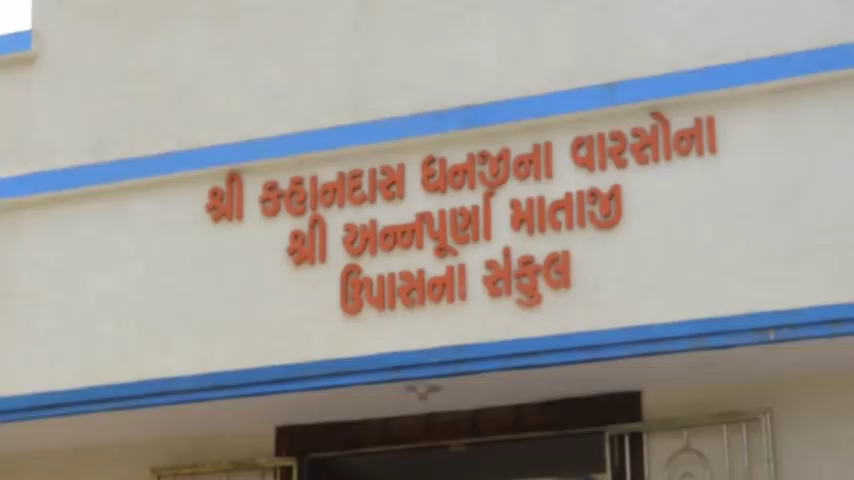 શ્રી કહાનદાસ ધનજીના વારસોના
શ્રી અન્નપૂર્ણા માતાજી
ઉપાસના સંકુલ